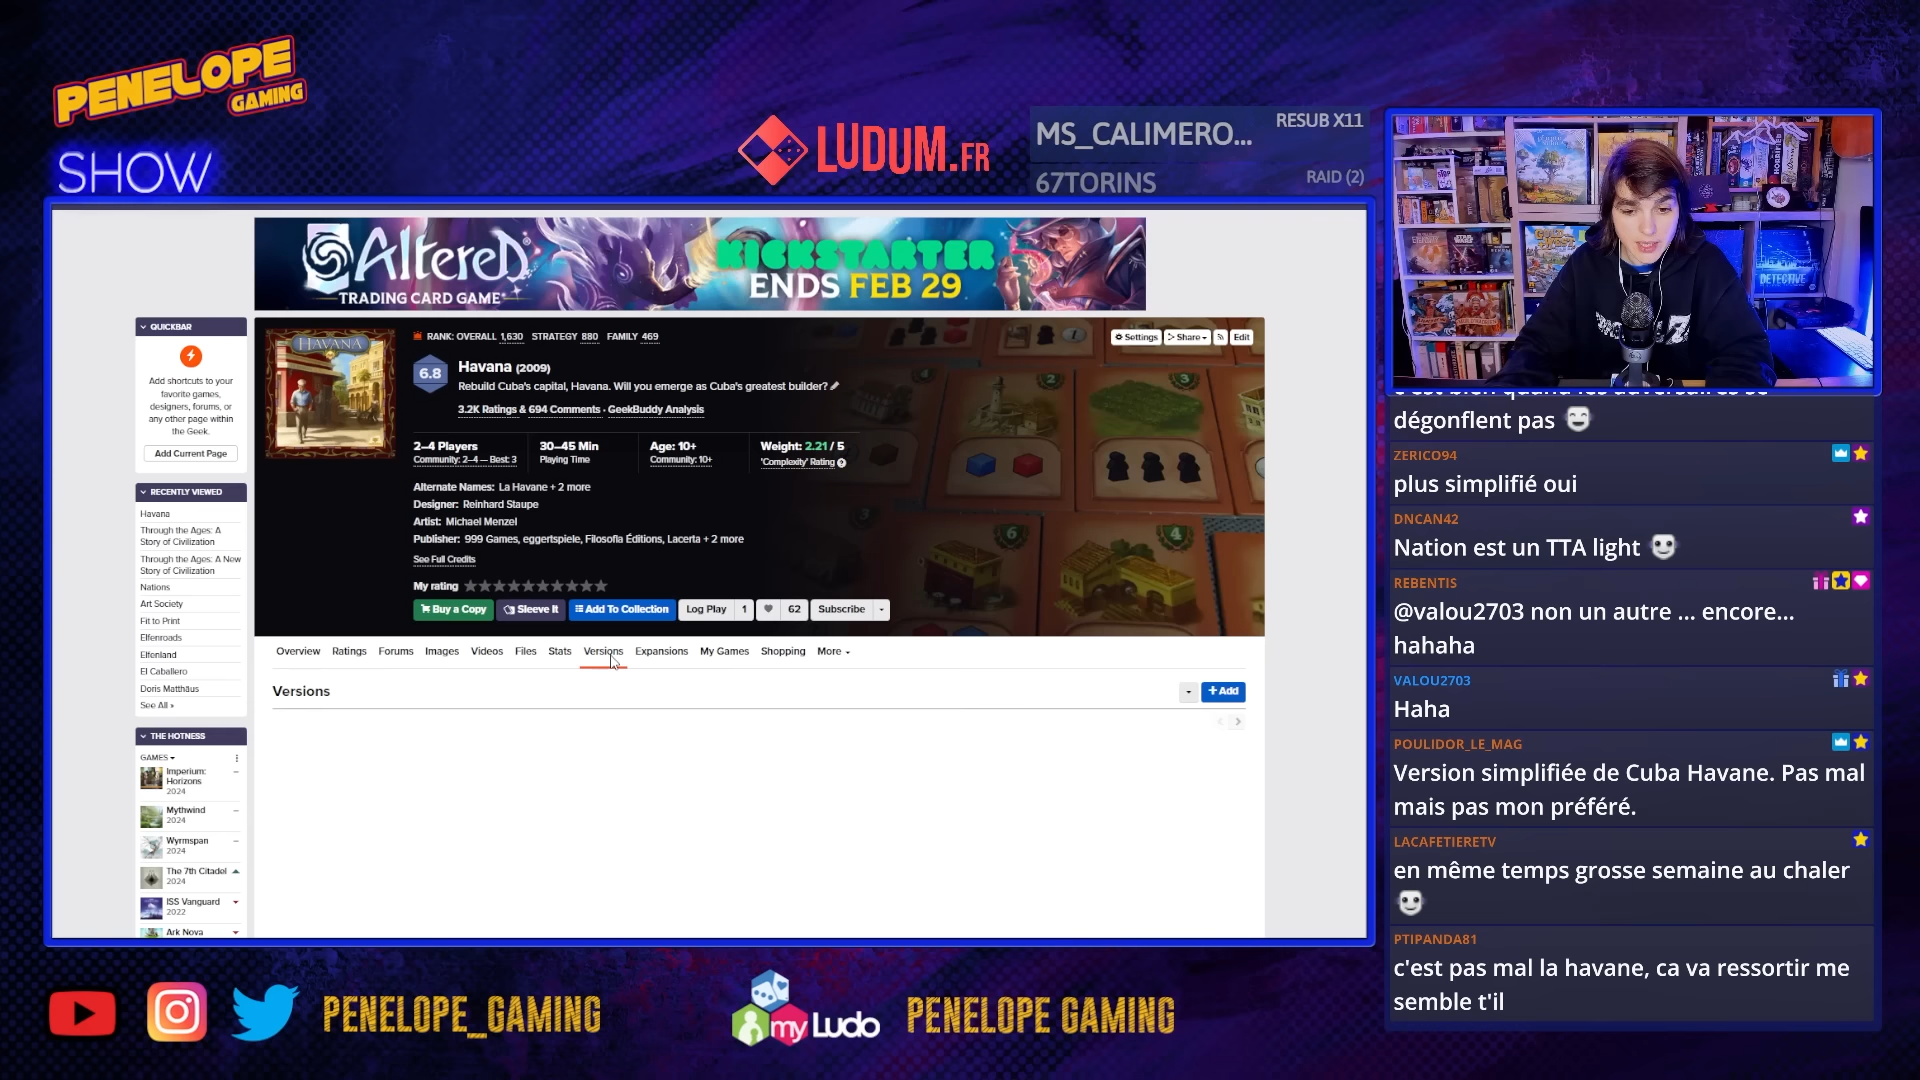 PENELOPE
GAMING
SHOW
LUDUM.FR
MS_CALIMERO...
RESUB X11
67TORINS
RAID (2)
Altered
TRADING CARD GAME
KICKSTARTER
ENDS FEB 29
QUICKBAR
Add shortcuts to your
favorite games,
designers, forums, or
any other page within
the Geek.
Add Current Page
RECENTLY VIEWED
Havana
Through the Ages: A
Story of Civilization
Through the Ages: A New
Story of Civilization
Nations
Art Society
Fit to Print
Elfenroads
Elfenland
El Caballero
Doris Matthäus
See All »
THE HOTNESS
GAMES
Imperium:
Horizons
2024
Mythwind
2024
Wyrmspan
2024
The 7th Citadel
2024
ISS Vanguard
2022
Ark Nova
HAVANA
RANK: OVERALL 1,630 STRATEGY 880 FAMILY 469
Settings
Share
Edit
6.8
Havana (2009)
Rebuild Cuba's capital, Havana. Will you emerge as Cuba's greatest builder?
3.2K Ratings & 694 Comments · GeekBuddy Analysis
2–4 Players
Community: 2–4 — Best: 3
30–45 Min
Playing Time
Age: 10+
Community: 10+
Weight: 2.21 / 5
'Complexity' Rating
Alternate Names: La Havane + 2 more
Designer: Reinhard Staupe
Artist: Michael Menzel
Publisher: 999 Games, eggertspiele, Filosofia Éditions, Lacerta + 2 more
See Full Credits
My rating
Buy a Copy
Sleeve It
Add To Collection
Log Play
1
62
Subscribe
Overview Ratings Forums Images Videos Files Stats Versions Expansions My Games Shopping More
Versions
+ Add
DETECTIVE
dégonflent pas
ZERICO94
plus simplifié oui
DNCAN42
Nation est un TTA light
REBENTIS
@valou2703 non un autre ... encore...
hahaha
VALOU2703
Haha
POULIDOR_LE_MAG
Version simplifiée de Cuba Havane. Pas mal
mais pas mon préféré.
LACAFETIERETV
en même temps grosse semaine au chaler
PTIPANDA81
c'est pas mal la havane, ca va ressortir me
semble t'il
PENELOPE_GAMING
my Ludo
PENELOPE GAMING